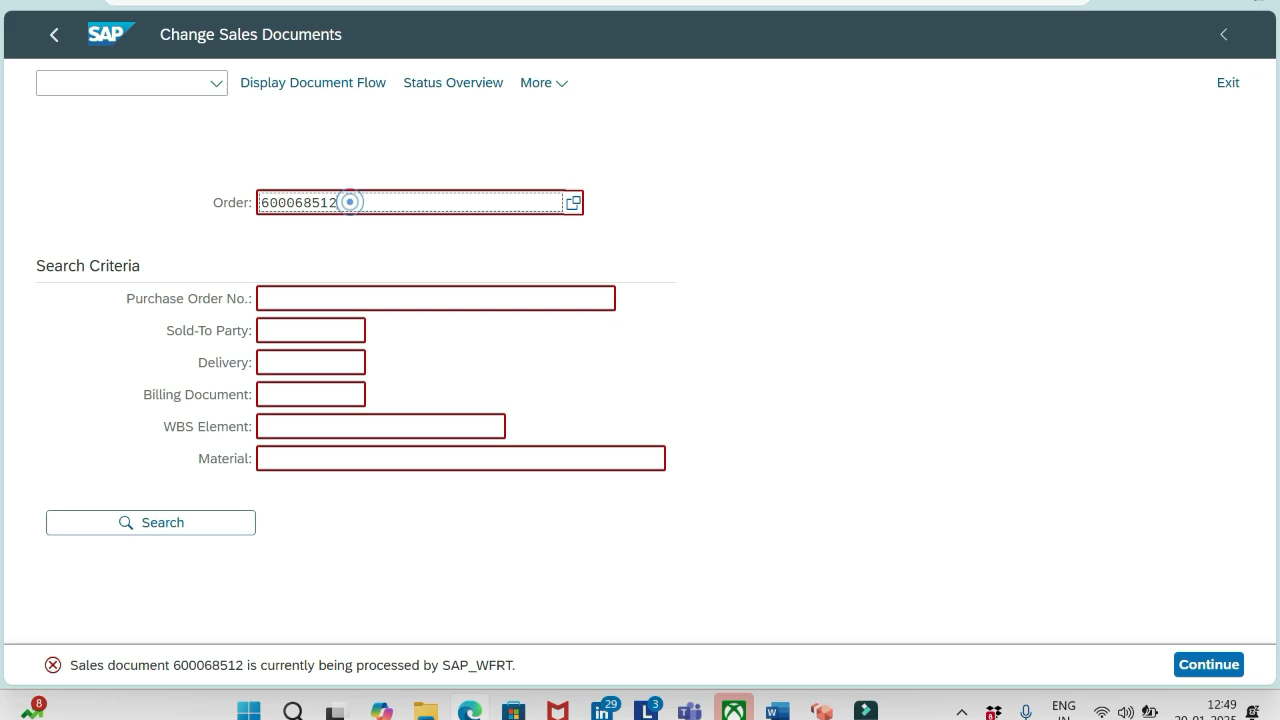 SAP Change Sales Documents
Display Document Flow Status Overview More Exit
Order: 600068512
Search Criteria
Purchase Order No.:
Sold-To Party:
Delivery:
Billing Document:
WBS Element:
Material:
Search
Sales document 600068512 is currently being processed by SAP_WFRT.
Continue
8 29 3 ENG 12:49